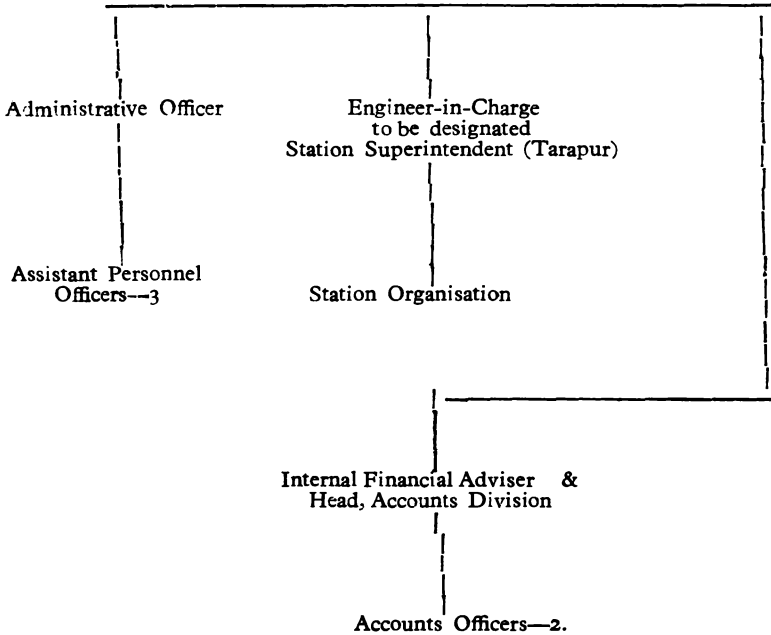 Administrative Officer
Engineer-in-Charge
to be designated
Station Superintendent (Tarapur)
Assistant Personnel
Officers--3
Station Organisation
Internal Financial Adviser &
Head, Accounts Division
Accounts Officers—2.